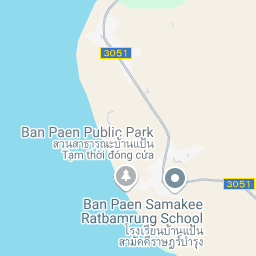 3051
Ban Paen Public Park
สวนสาธารณะบ้านแป้น
Tạm thời đóng cửa
3051
Ban Paen Samakee
Ratbamrung School
โรงเรียนบ้านแป้น
สามัคคีราษฎร์บำรุง